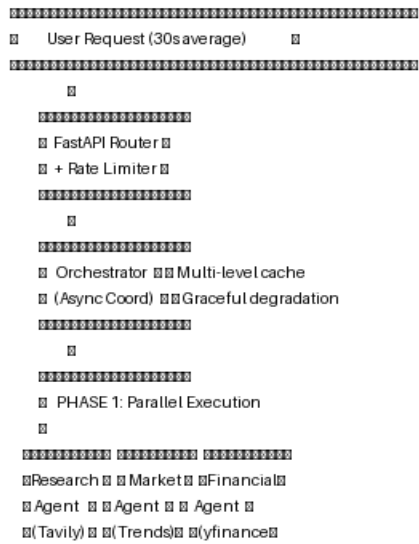 User Request (30s average)
FastAPI Router
+ Rate Limiter
Orchestrator Multi-level cache
(Async Coord) Graceful degradation
PHASE 1: Parallel Execution
Research Market Financial
Agent Agent Agent
(Tavily) (Trends) (yfinance